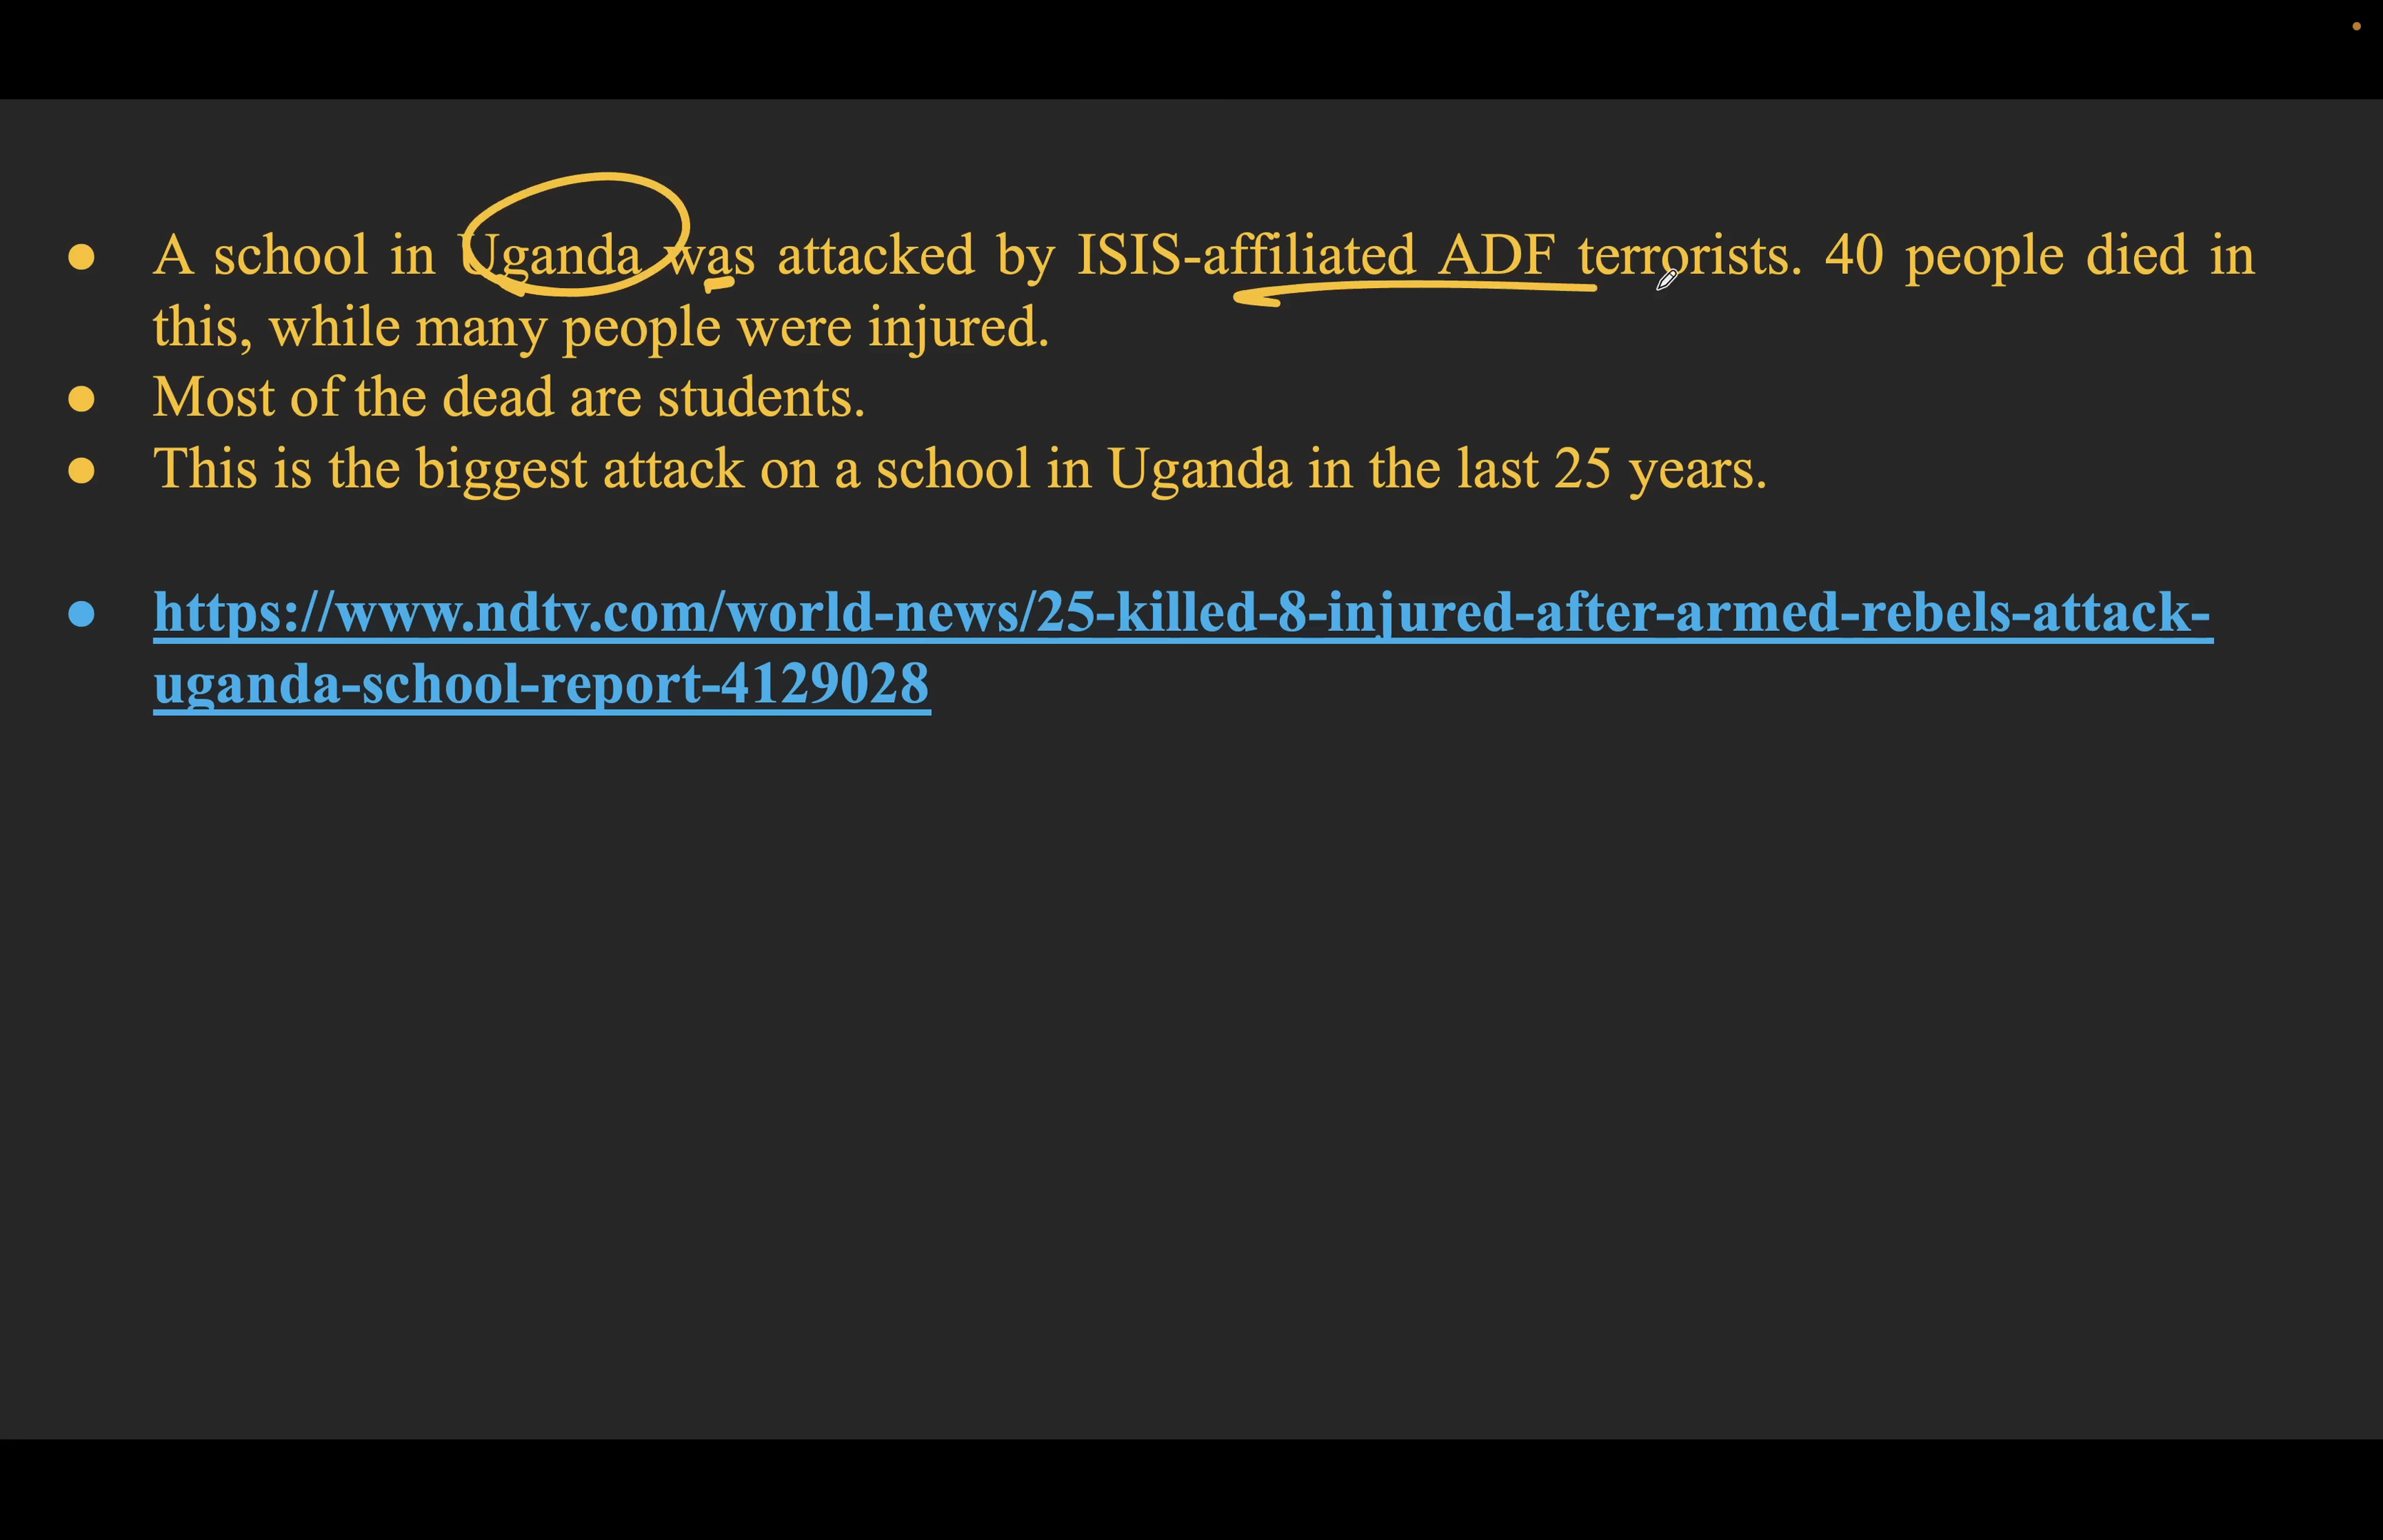 ● A school in Uganda was attacked by ISIS-affiliated ADF terrorists. 40 people died in
this, while many people were injured.
● Most of the dead are students.
● This is the biggest attack on a school in Uganda in the last 25 years.
● https://www.ndtv.com/world-news/25-killed-8-injured-after-armed-rebels-attack-
uganda-school-report-4129028